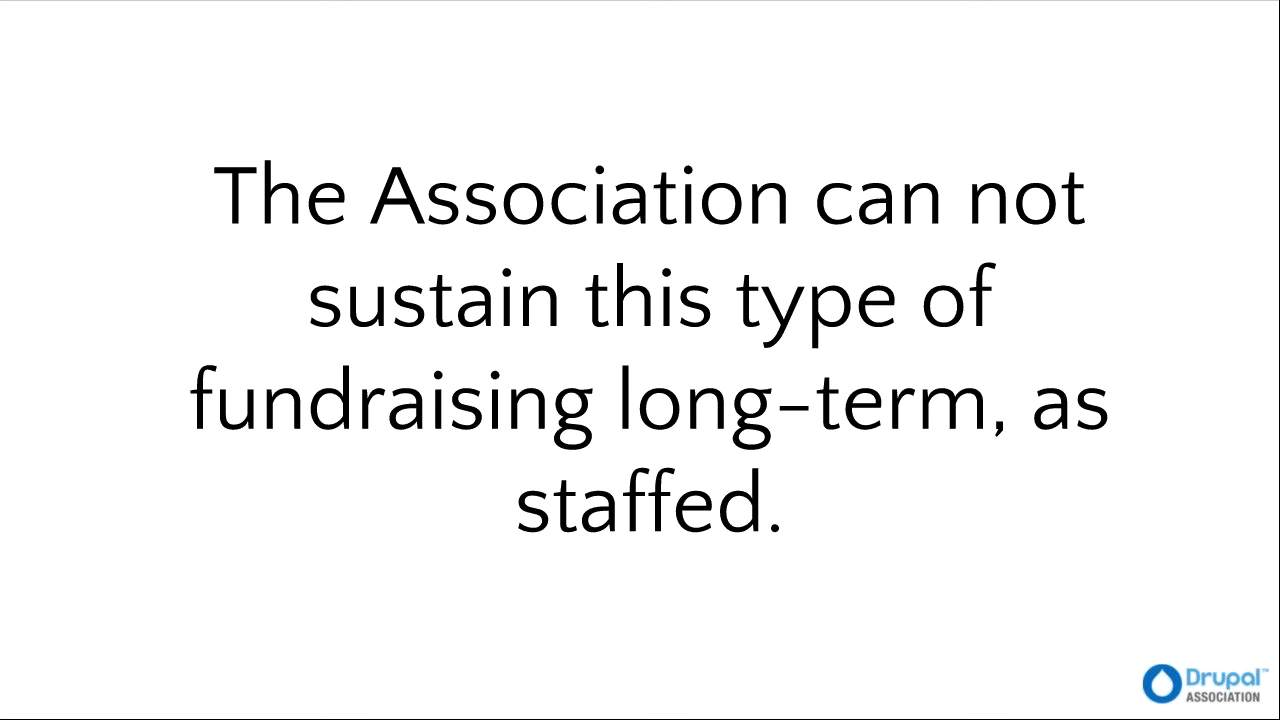 The Association can not
sustain this type of
fundraising long-term, as
staffed.
Drupal™
ASSOCIATION